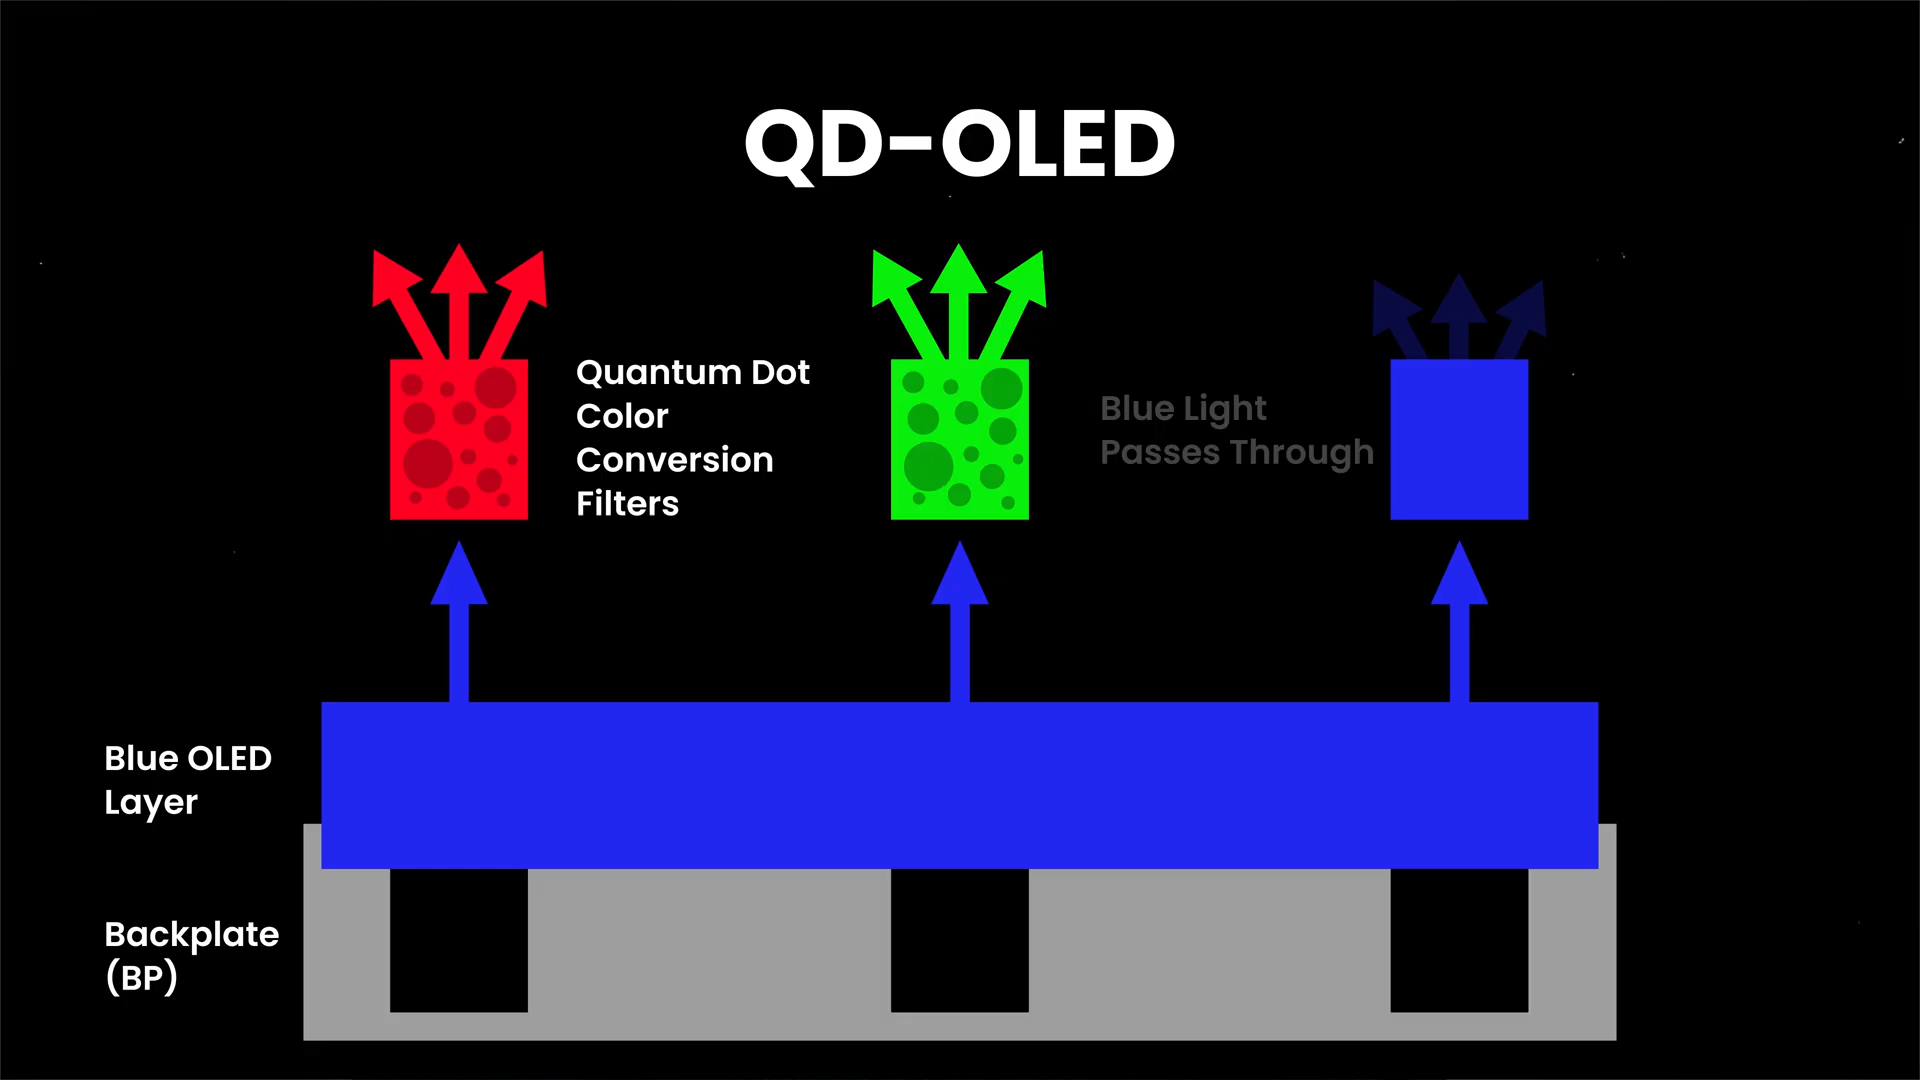 QD-OLED
Quantum Dot
Color
Conversion
Filters
Blue Light
Passes Through
Blue OLED
Layer
Backplate
(BP)